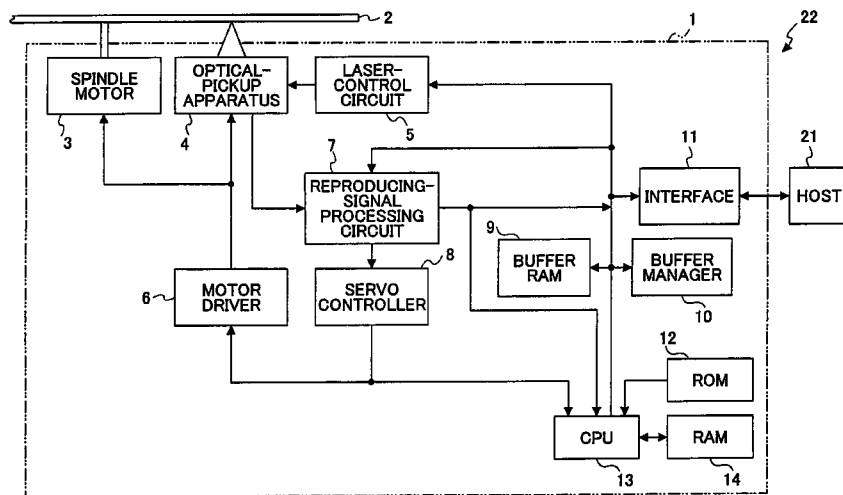 2
1
22
SPINDLE
MOTOR
3
OPTICAL-
PICKUP
APPARATUS
4
LASER-
CONTROL
CIRCUIT
5
7
REPRODUCING-
SIGNAL
PROCESSING
CIRCUIT
11
INTERFACE
21
HOST
9
BUFFER
RAM
BUFFER
MANAGER
10
6
MOTOR
DRIVER
8
SERVO
CONTROLLER
12
ROM
CPU
13
RAM
14